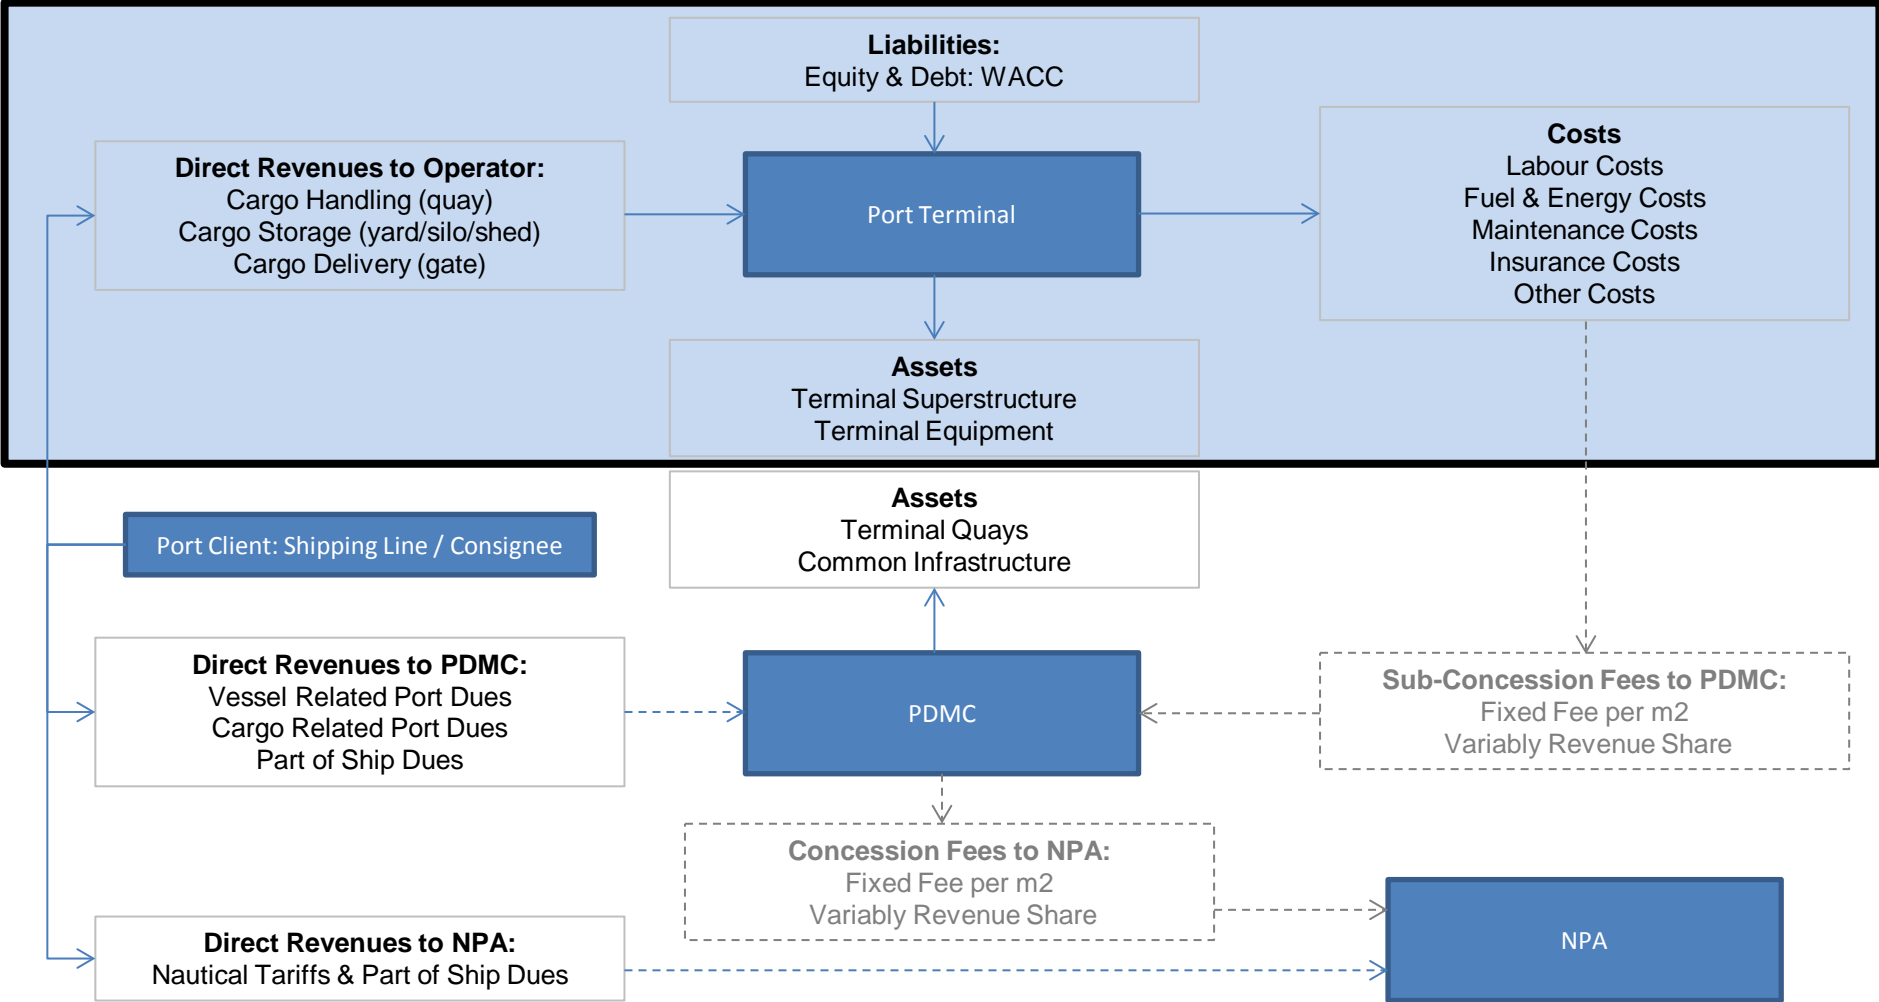 Liabilities:
Equity & Debt: WACC
Direct Revenues to Operator:
Cargo Handling (quay)
Cargo Storage (yard/silo/shed)
Cargo Delivery (gate)
Port Terminal
Costs
Labour Costs
Fuel & Energy Costs
Maintenance Costs
Insurance Costs
Other Costs
Assets
Terminal Superstructure
Terminal Equipment
Assets
Terminal Quays
Common Infrastructure
Port Client: Shipping Line / Consignee
Direct Revenues to PDMC:
Vessel Related Port Dues
Cargo Related Port Dues
Part of Ship Dues
PDMC
Sub-Concession Fees to PDMC:
Fixed Fee per m2
Variably Revenue Share
Concession Fees to NPA:
Fixed Fee per m2
Variably Revenue Share
Direct Revenues to NPA:
Nautical Tariffs & Part of Ship Dues
NPA